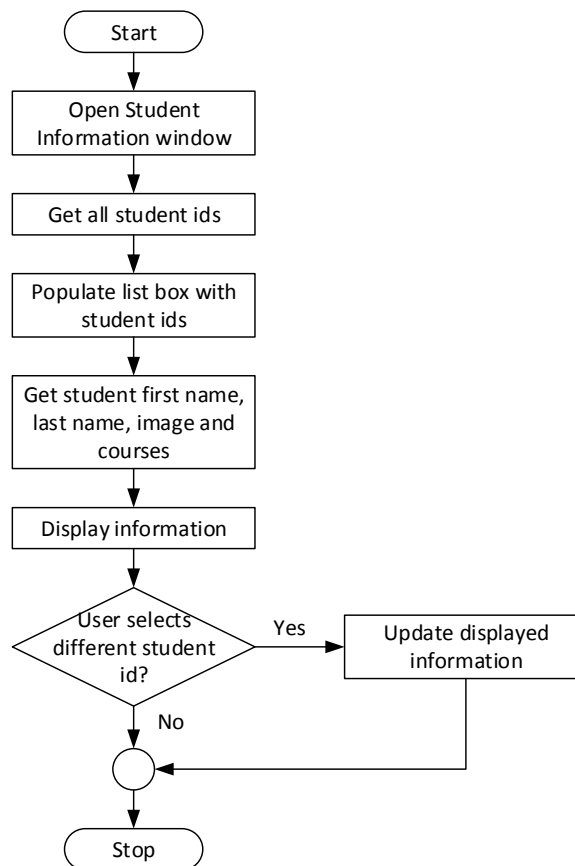 Start
Open Student
Information window
Get all student ids
Populate list box with
student ids
Get student first name,
last name, image and
courses
Display information
User selects
different student
id?
Yes
Update displayed
information
No
Stop